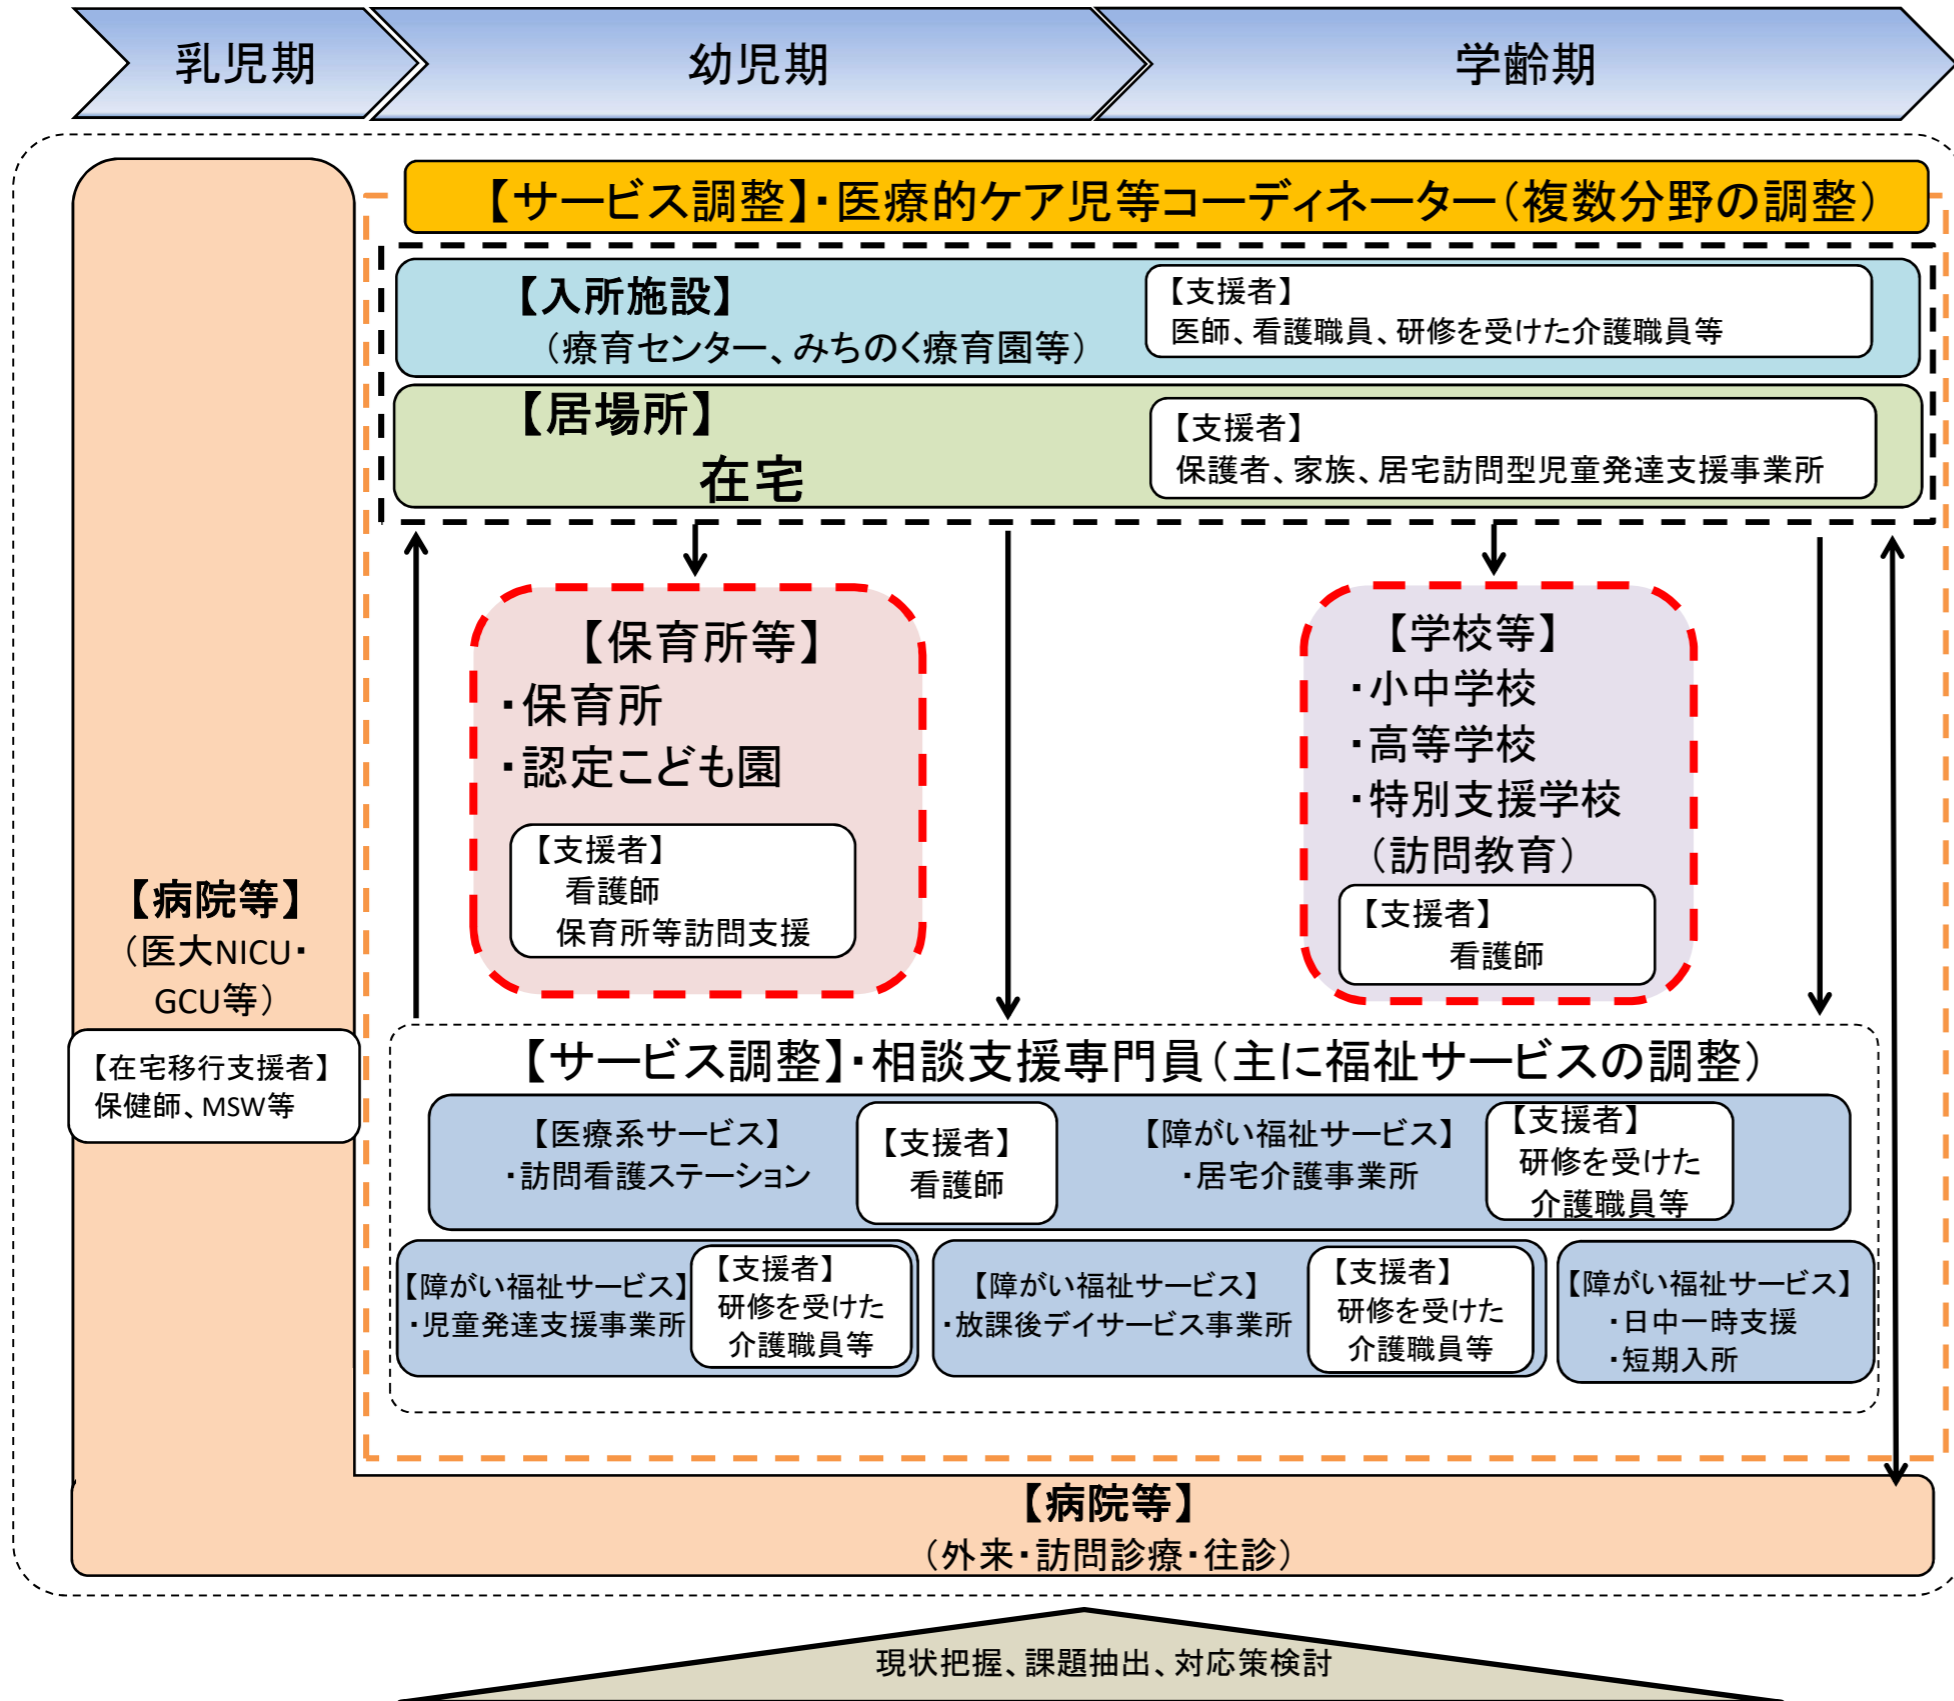 乳児期
幼児期
学齢期
【サービス調整】・医療的ケア児等コーディネーター（複数分野の調整）
【入所施設】
（療育センター、みちのく療育園等）
【支援者】
医師、看護職員、研修を受けた介護職員等
【居場所】
在宅
【支援者】
保護者、家族、居宅訪問型児童発達支援事業所
【保育所等】
・保育所
・認定こども園
【支援者】
看護師
保育所等訪問支援
【学校等】
・小中学校
・高等学校
・特別支援学校
（訪問教育）
【支援者】
看護師
【病院等】
（医大NICU・
GCU等）
【在宅移行支援者】
保健師、MSW等
【サービス調整】・相談支援専門員（主に福祉サービスの調整）
【医療系サービス】
・訪問看護ステーション
【支援者】
看護師
【障がい福祉サービス】
・居宅介護事業所
【支援者】
研修を受けた
介護職員等
【障がい福祉サービス】
・児童発達支援事業所
【支援者】
研修を受けた
介護職員等
【障がい福祉サービス】
・放課後デイサービス事業所
【支援者】
研修を受けた
介護職員等
【障がい福祉サービス】
・日中一時支援
・短期入所
【病院等】
（外来・訪問診療・往診）
現状把握、課題抽出、対応策検討